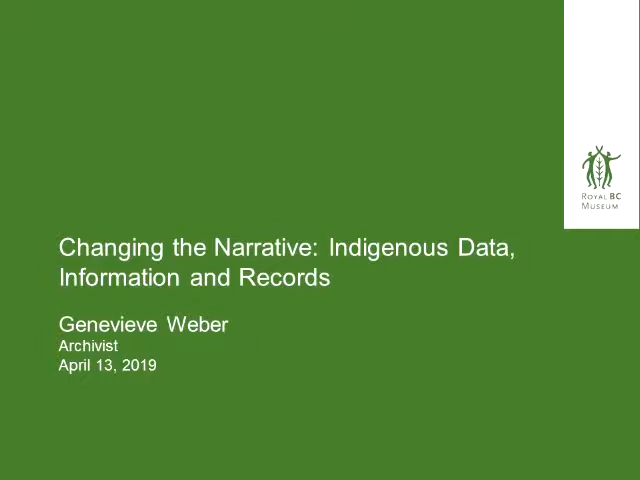 ROYAL BC
MUSEUM
Changing the Narrative: Indigenous Data,
Information and Records
Genevieve Weber
Archivist
April 13, 2019